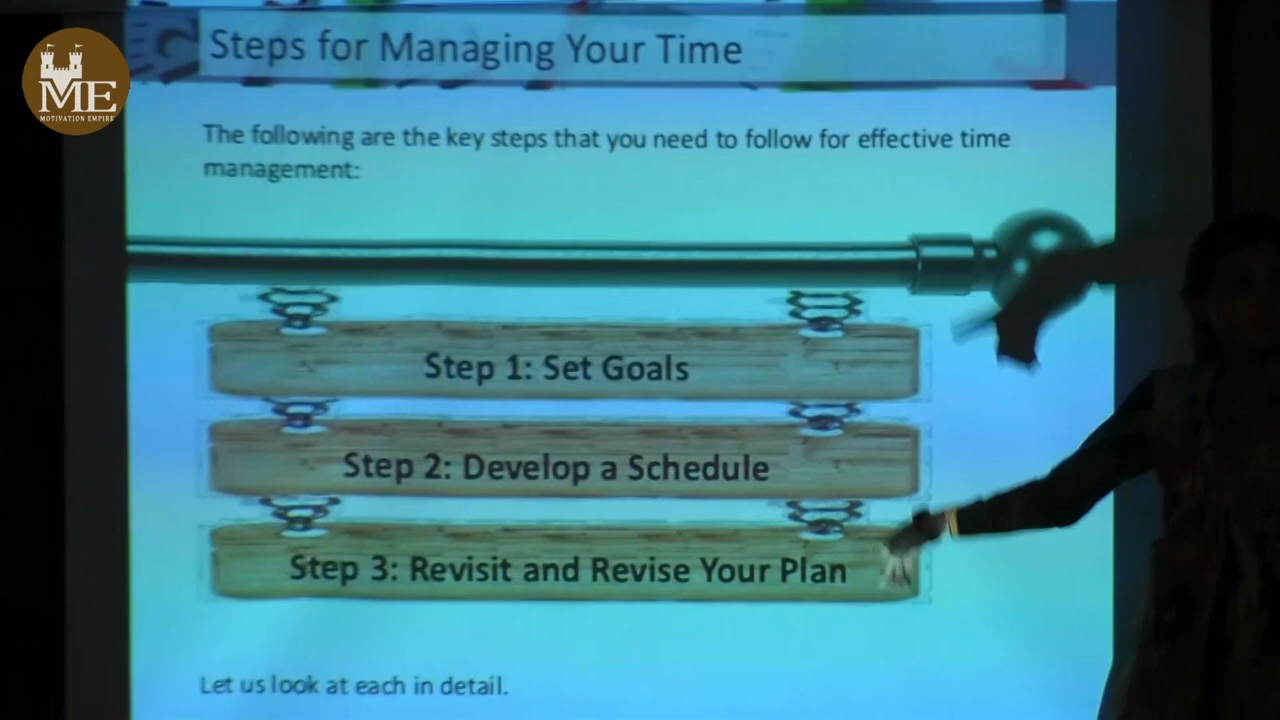 ME
MOTIVATION EMPIRE
Steps for Managing Your Time
The following are the key steps that you need to follow for effective time
management:
Step 1: Set Goals
Step 2: Develop a Schedule
Step 3: Revisit and Revise Your Plan
Let us look at each in detail.